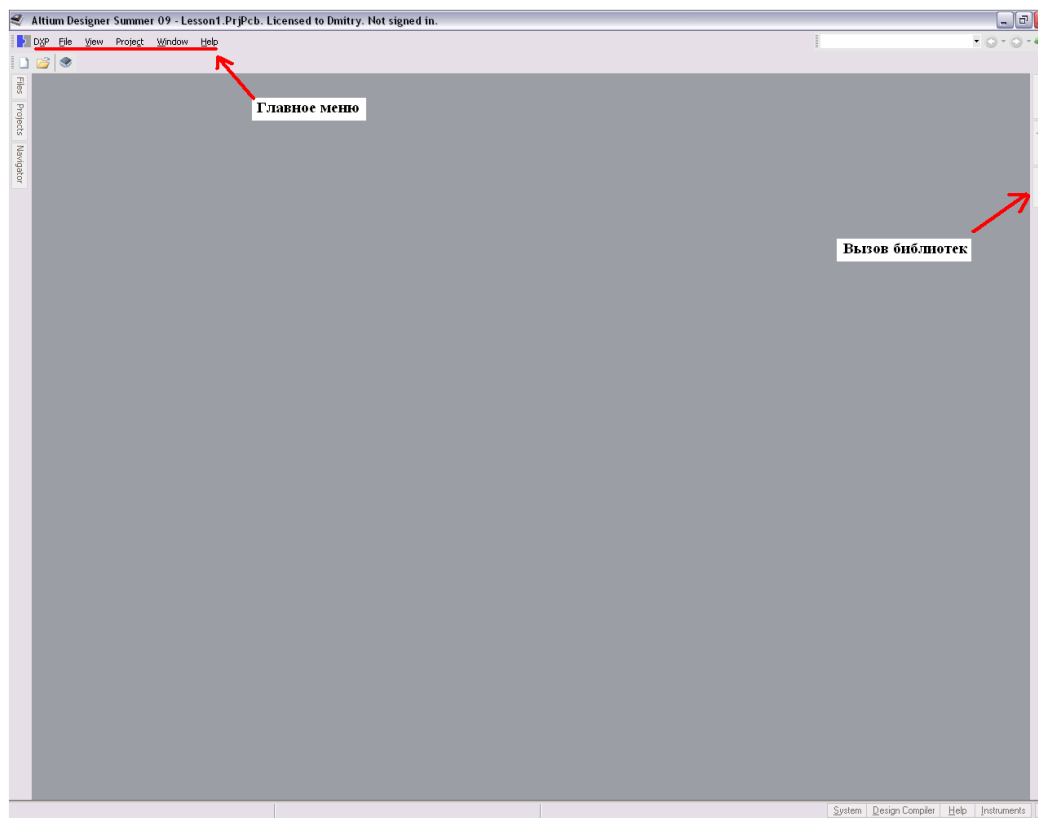 Altium Designer Summer 09 - Lesson1.PrjPcb. Licensed to Dmitry. Not signed in.
DXP File View Project Window Help
Files
Projects
Navigator
Главное меню
Вызов библиотек
System Design Compiler Help Instruments